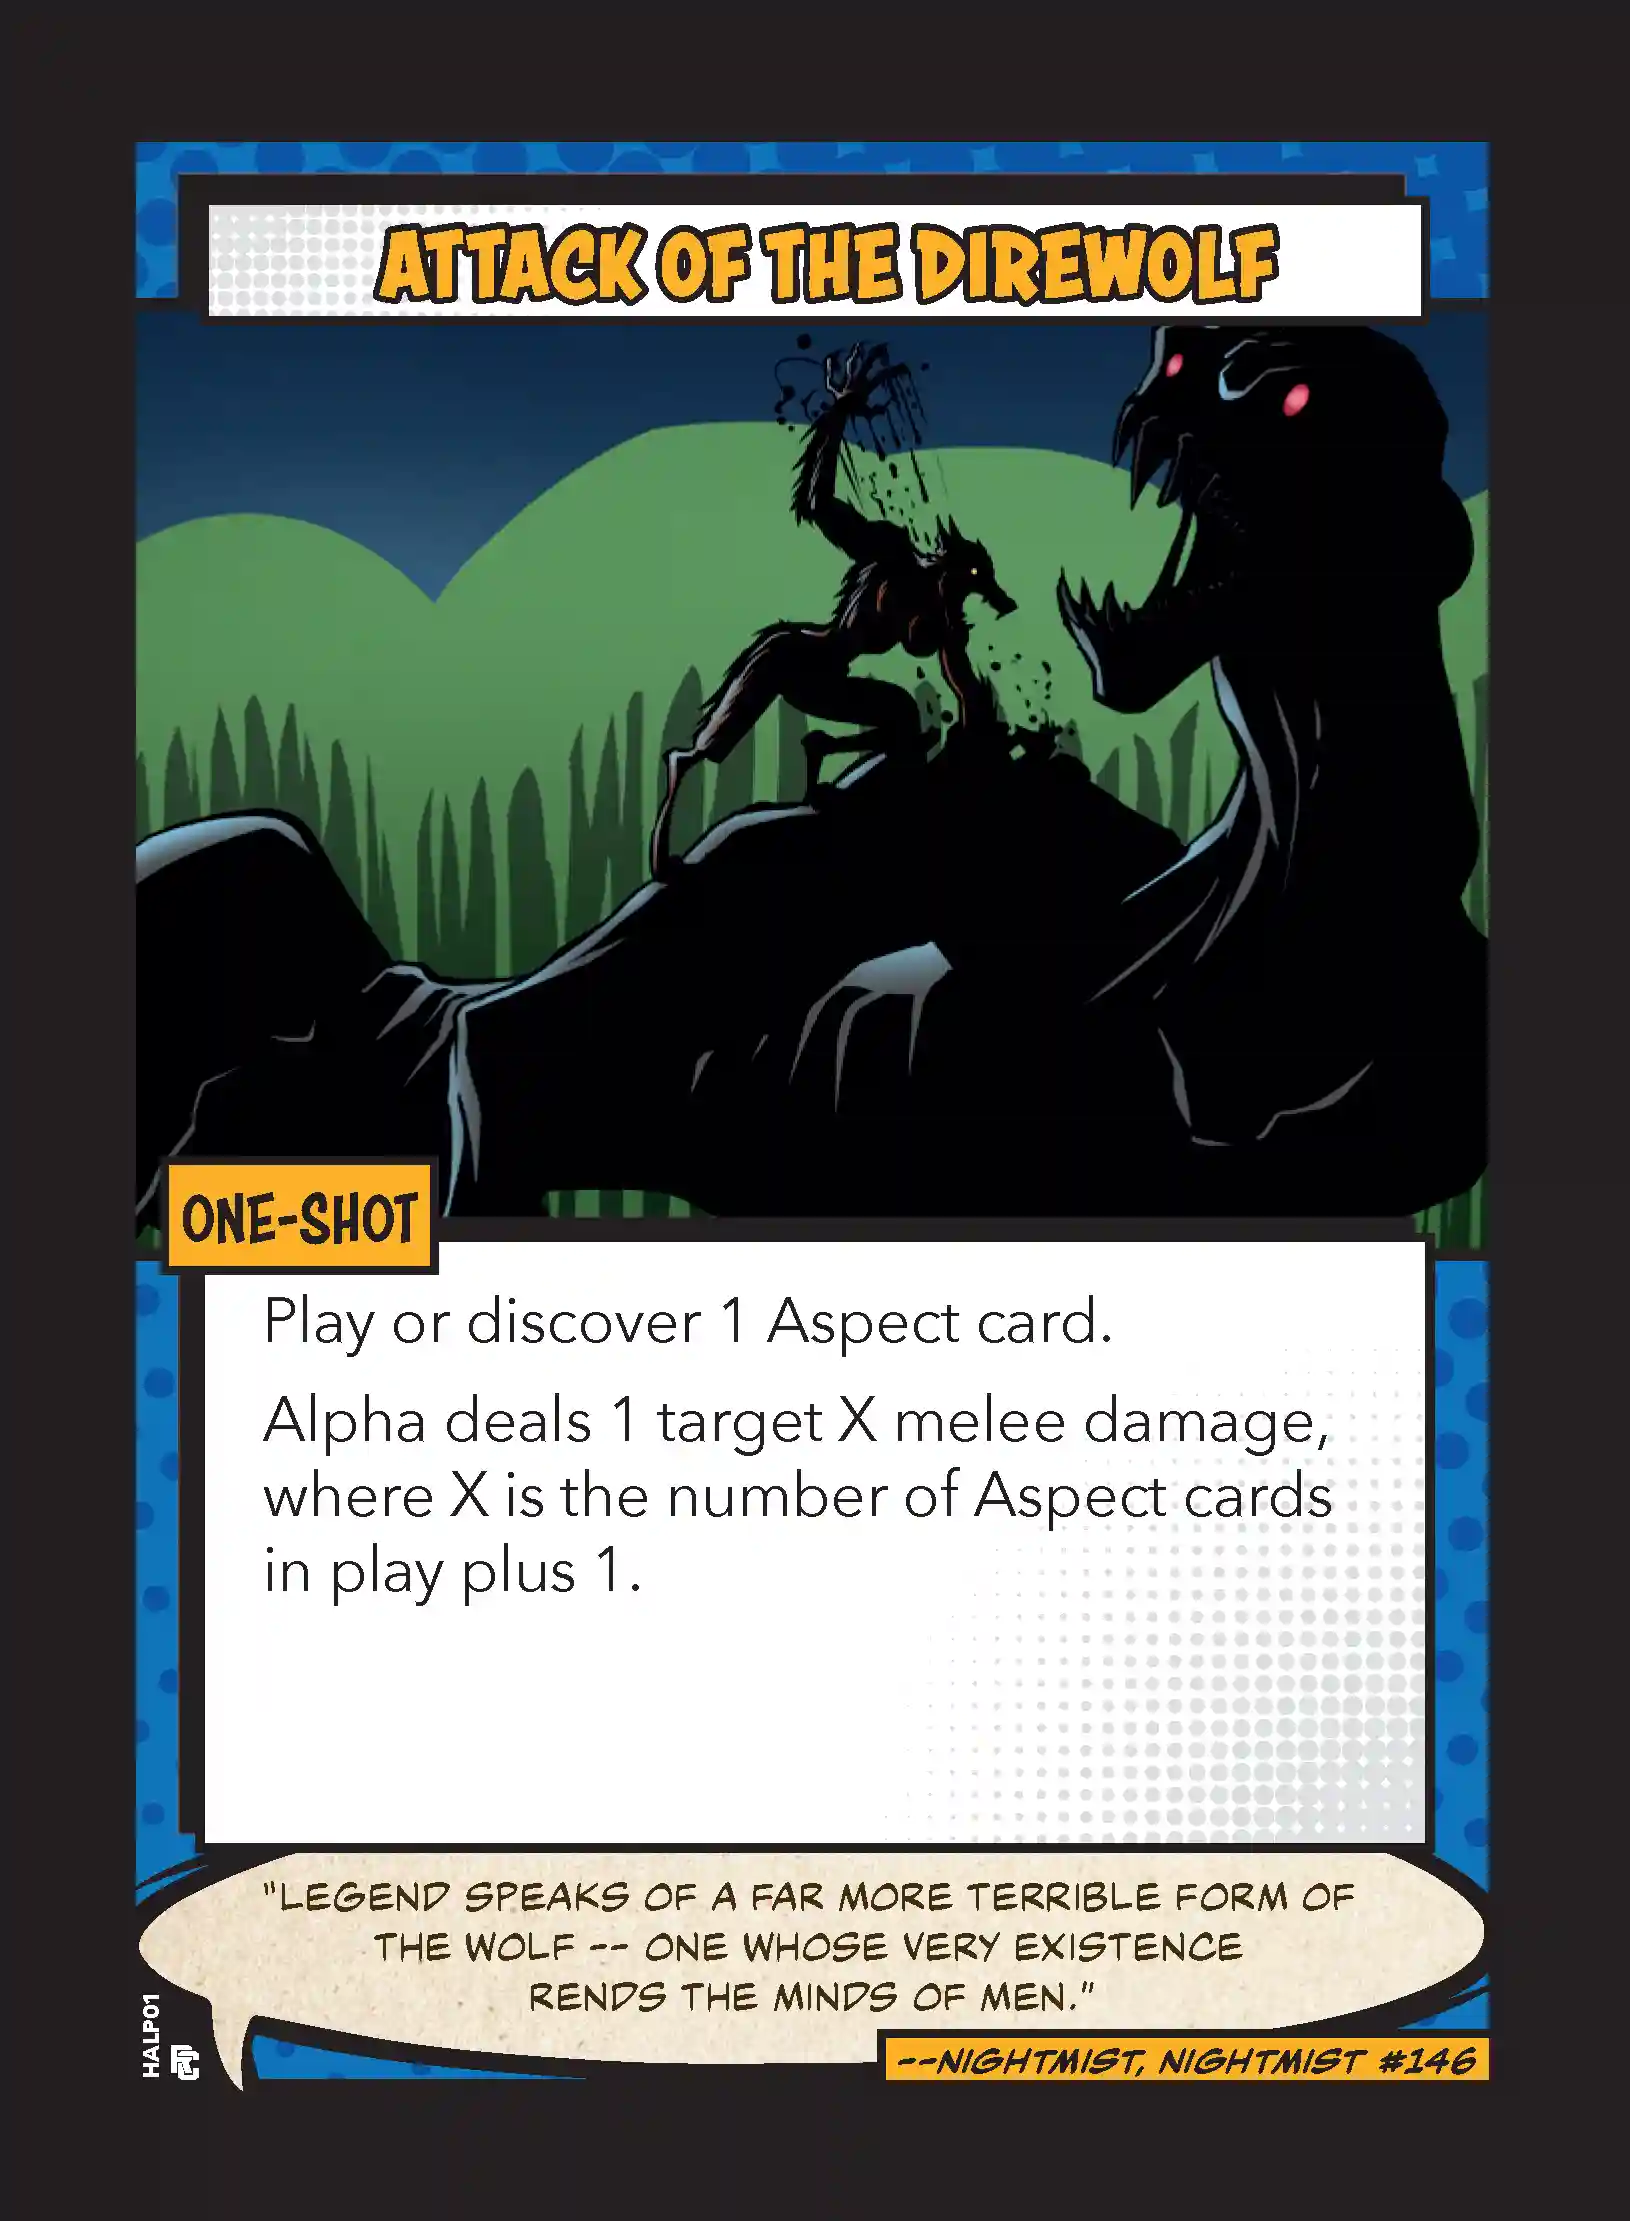 ATTACK OF THE DIREWOLF
ONE-SHOT
Play or discover 1 Aspect card.
Alpha deals 1 target X melee damage,
where X is the number of Aspect cards
in play plus 1.
"LEGEND SPEAKS OF A FAR MORE TERRIBLE FORM OF
THE WOLF -- ONE WHOSE VERY EXISTENCE
RENDS THE MINDS OF MEN."
--NIGHTMIST, NIGHTMIST #146
HALP01